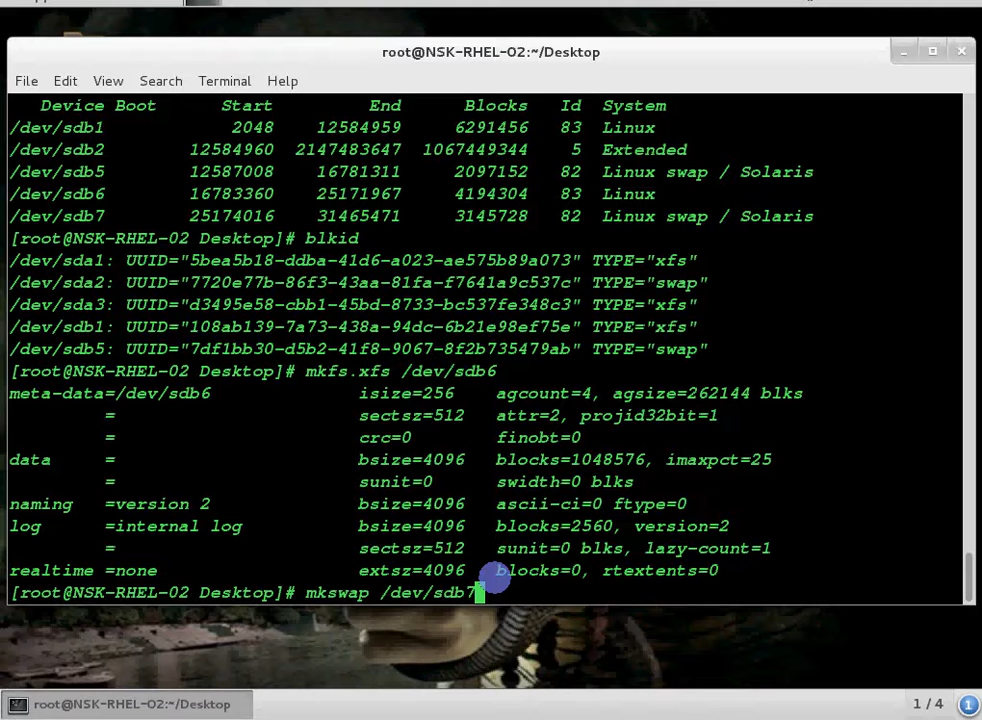 root@NSK-RHEL-02:~/Desktop
File Edit View Search Terminal Help
Device Boot Start End Blocks Id System
/dev/sdb1 2048 12584959 6291456 83 Linux
/dev/sdb2 12584960 2147483647 1067449344 5 Extended
/dev/sdb5 12587008 16781311 2097152 82 Linux swap / Solaris
/dev/sdb6 16783360 25171967 4194304 83 Linux
/dev/sdb7 25174016 31465471 3145728 82 Linux swap / Solaris
[root@NSK-RHEL-02 Desktop]# blkid
/dev/sda1: UUID="5bea5b18-ddba-41d6-a023-ae575b89a073" TYPE="xfs"
/dev/sda2: UUID="7720e77b-86f3-43aa-81fa-f7641a9c537c" TYPE="swap"
/dev/sda3: UUID="d3495e58-cbb1-45bd-8733-bc537fe348c3" TYPE="xfs"
/dev/sdb1: UUID="108ab139-7a73-438a-94dc-6b21e98ef75e" TYPE="xfs"
/dev/sdb5: UUID="7df1bb30-d5b2-41f8-9067-8f2b735479ab" TYPE="swap"
[root@NSK-RHEL-02 Desktop]# mkfs.xfs /dev/sdb6
meta-data=/dev/sdb6 isize=256 agcount=4, agsize=262144 blks
= sectsz=512 attr=2, projid32bit=1
= crc=0 finobt=0
data = bsize=4096 blocks=1048576, imaxpct=25
= sunit=0 swidth=0 blks
naming =version 2 bsize=4096 ascii-ci=0 ftype=0
log =internal log bsize=4096 blocks=2560, version=2
= sectsz=512 sunit=0 blks, lazy-count=1
realtime =none extsz=4096 blocks=0, rtextents=0
[root@NSK-RHEL-02 Desktop]# mkswap /dev/sdb7
root@NSK-RHEL-02:~/Desktop
1 / 4
1